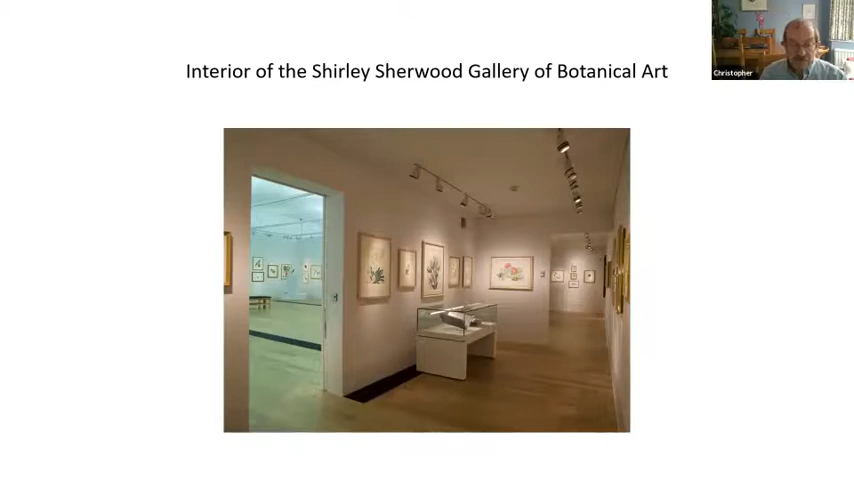 Interior of the Shirley Sherwood Gallery of Botanical Art
Christopher